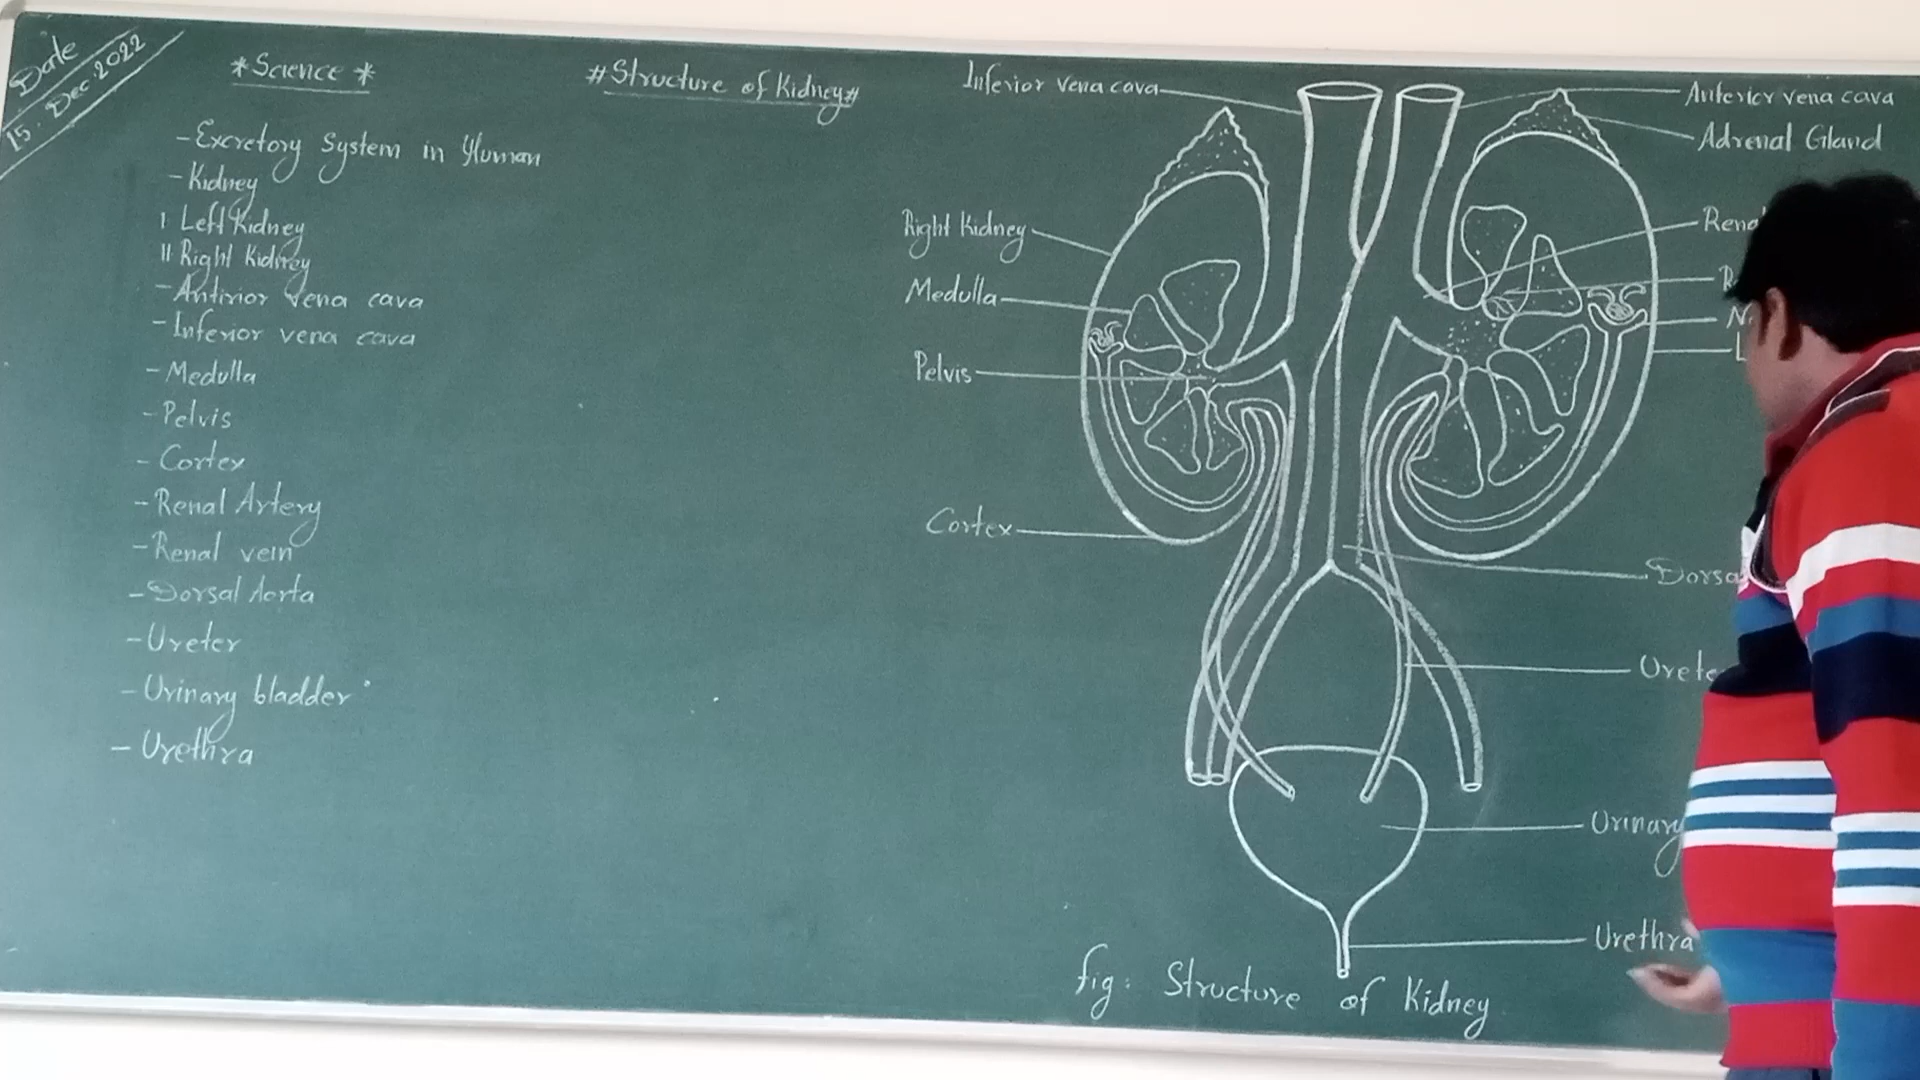 Date
15. Dec. 2022
*Science*
#Structure of Kidney#
-Excretory System in Human
-Kidney
I Left Kidney
II Right Kidney
-Antirior vena cava
-Inferior vena cava
-Medulla
-Pelvis
-Cortex
-Renal Artery
-Renal vein
-Dorsal Aorta
-Ureter
-Urinary bladder
-Urethra
Inferior vena cava
Right Kidney
Medulla
Pelvis
Cortex
Anterior vena cava
Adrenal Gland
Urinary
Urethra
fig: Structure of Kidney